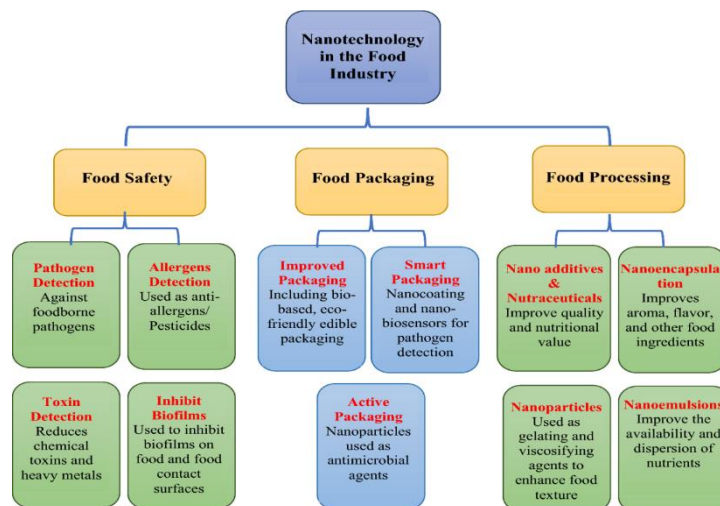 Nanotechnology
in the Food
Industry
Food Safety
Food Packaging
Food Processing
Pathogen
Detection
Against
foodborne
pathogens
Allergens
Detection
Used as anti-
allergens/
Pesticides
Improved Packaging
Including bio-
based, eco-
friendly edible
packaging
Smart
Packaging
Nanocoating
and nano-
biosensors for
pathogen
detection
Nano additives
&
Nutraceuticals
Improve quality
and nutritional
value
Nanoencapsula
tion
Improves
aroma, flavor,
and other food
ingredients
Toxin
Detection
Reduces
chemical
toxins and
heavy metals
Inhibit
Biofilms
Used to inhibit
biofilms on
food and food
contact
surfaces
Active
Packaging
Nanoparticles
used as
antimicrobial
agents
Nanoparticles
Used as
gelating and
viscosifying
agents to
enhance food
texture
Nanoemulsions
Improve the
availability and
dispersion of
nutrients